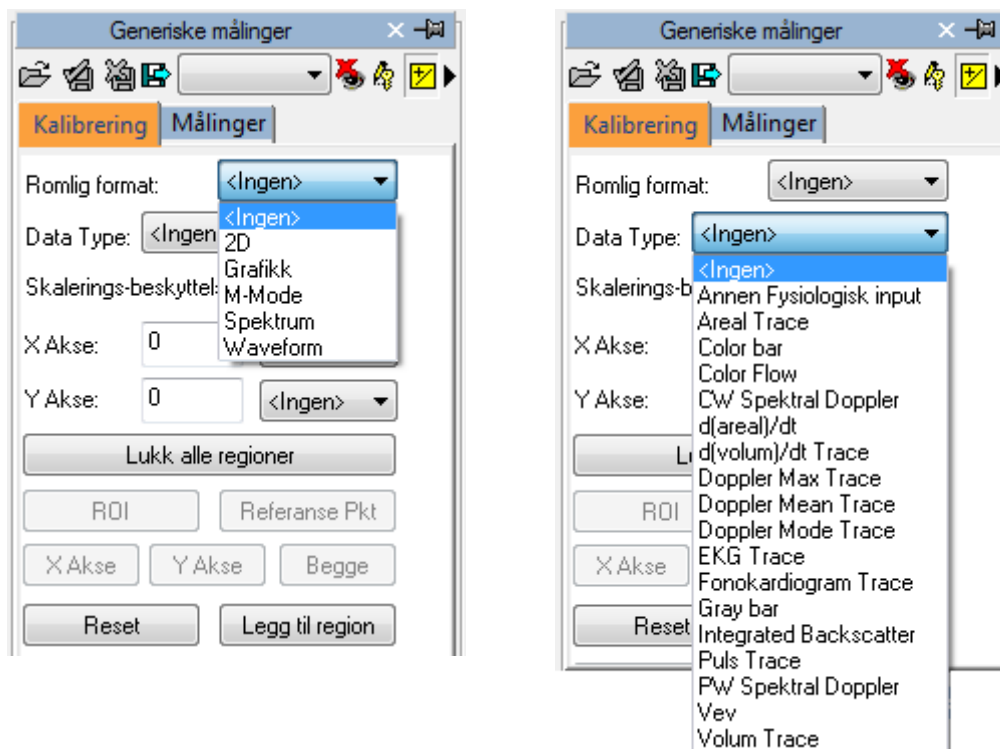 Generiske målinger
Kalibrering Målinger
Romlig format: <Ingen>
<Ingen>
2D
Grafikk
M-Mode
Spektrum
Waveform
Data Type: <Ingen
Skalerings-beskyttels
X Akse: 0
Y Akse: 0 <Ingen>
Lukk alle regioner
ROI Referanse Pkt
X Akse Y Akse Begge
Reset Legg til region
Generiske målinger
Kalibrering Målinger
Romlig format: <Ingen>
Data Type: <Ingen>
<Ingen>
Annen Fysiologisk input
Areal Trace
Color bar
Color Flow
CW Spektral Doppler
d(areal)/dt
d(volum)/dt Trace
Doppler Max Trace
Doppler Mean Trace
Doppler Mode Trace
EKG Trace
Fonokardiogram Trace
Gray bar
Integrated Backscatter
Puls Trace
PW Spektral Doppler
Vev
Volum Trace
Skalerings-b
X Akse:
Y Akse:
L
ROI
X Akse
Reset